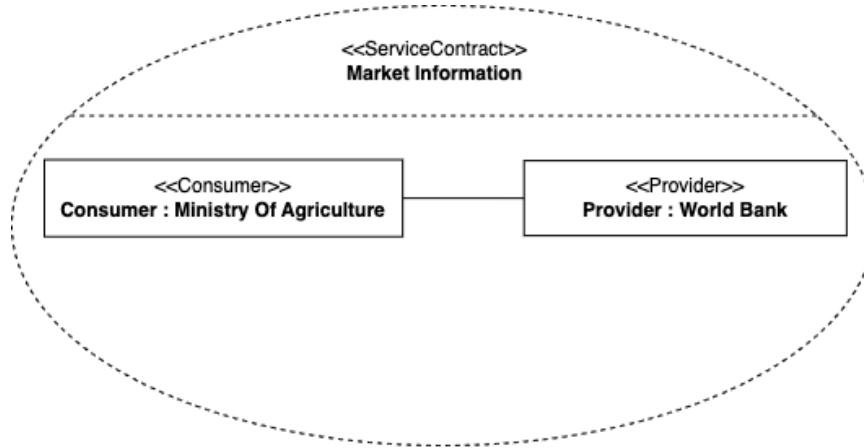 <<ServiceContract>>
Market Information
<<Consumer>>
Consumer : Ministry Of Agriculture
<<Provider>>
Provider : World Bank